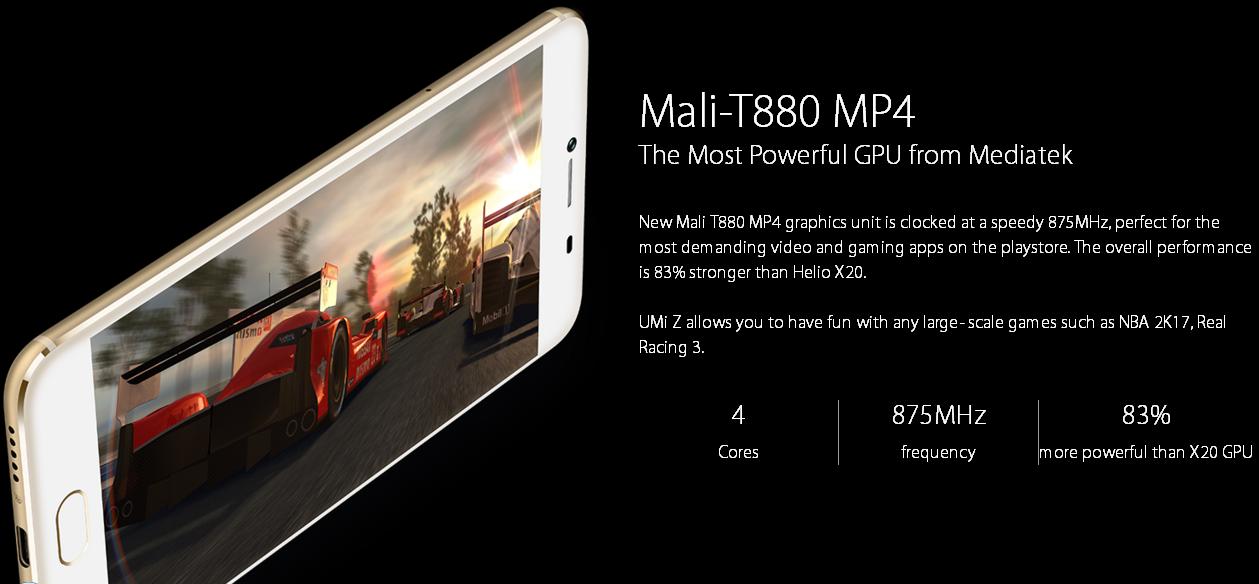 Mali-T880 MP4
The Most Powerful GPU from Mediatek
New Mali T880 MP4 graphics unit is clocked at a speedy 875MHz, perfect for the
most demanding video and gaming apps on the playstore. The overall performance
is 83% stronger than Helio X20.
UMi Z allows you to have fun with any large-scale games such as NBA 2K17, Real
Racing 3.
4
Cores
875MHz
frequency
83%
more powerful than X20 GPU
nismo
Mobil 1